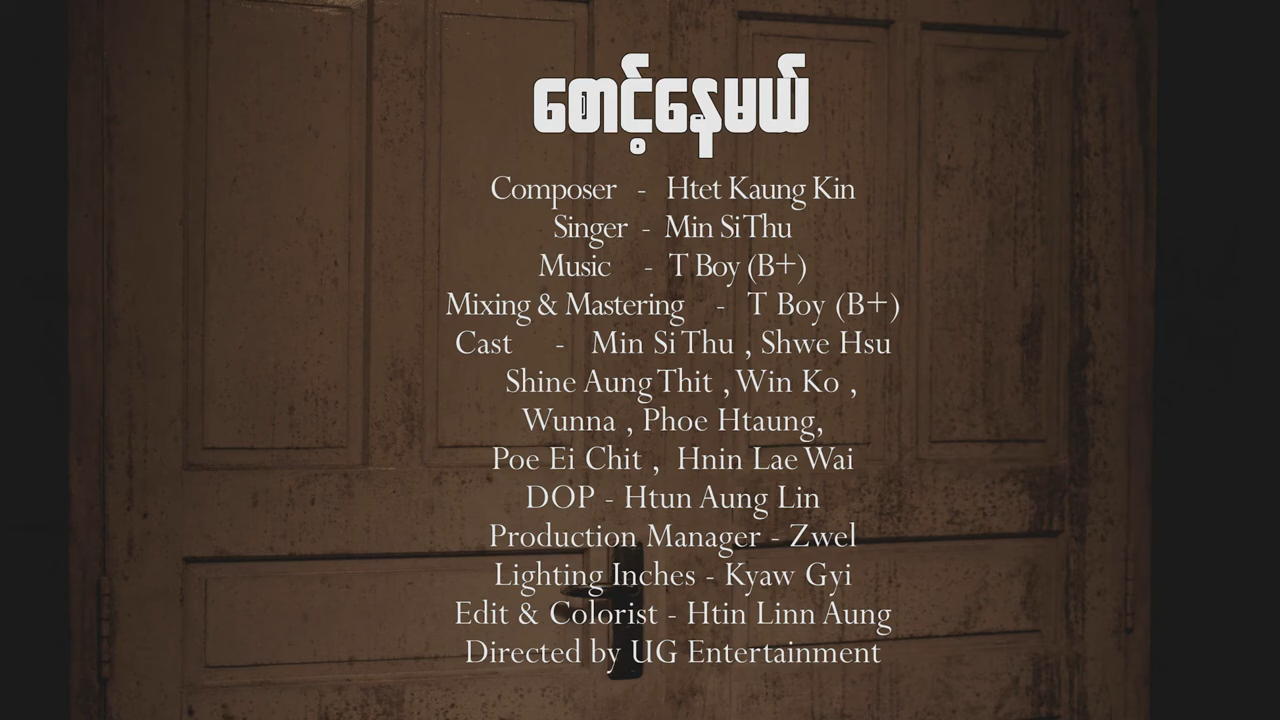 စောင့်နေမယ်
Composer - Htet Kaung Kin
Singer - Min Si Thu
Music - T Boy (B+)
Mixing & Mastering - T Boy (B+)
Cast - Min Si Thu , Shwe Hsu
Shine Aung Thit , Win Ko ,
Wunna , Phoe Htaung,
Poe Ei Chit , Hnin Lae Wai
DOP - Htun Aung Lin
Production Manager - Zwel
Lighting Inches - Kyaw Gyi
Edit & Colorist - Htin Linn Aung
Directed by UG Entertainment